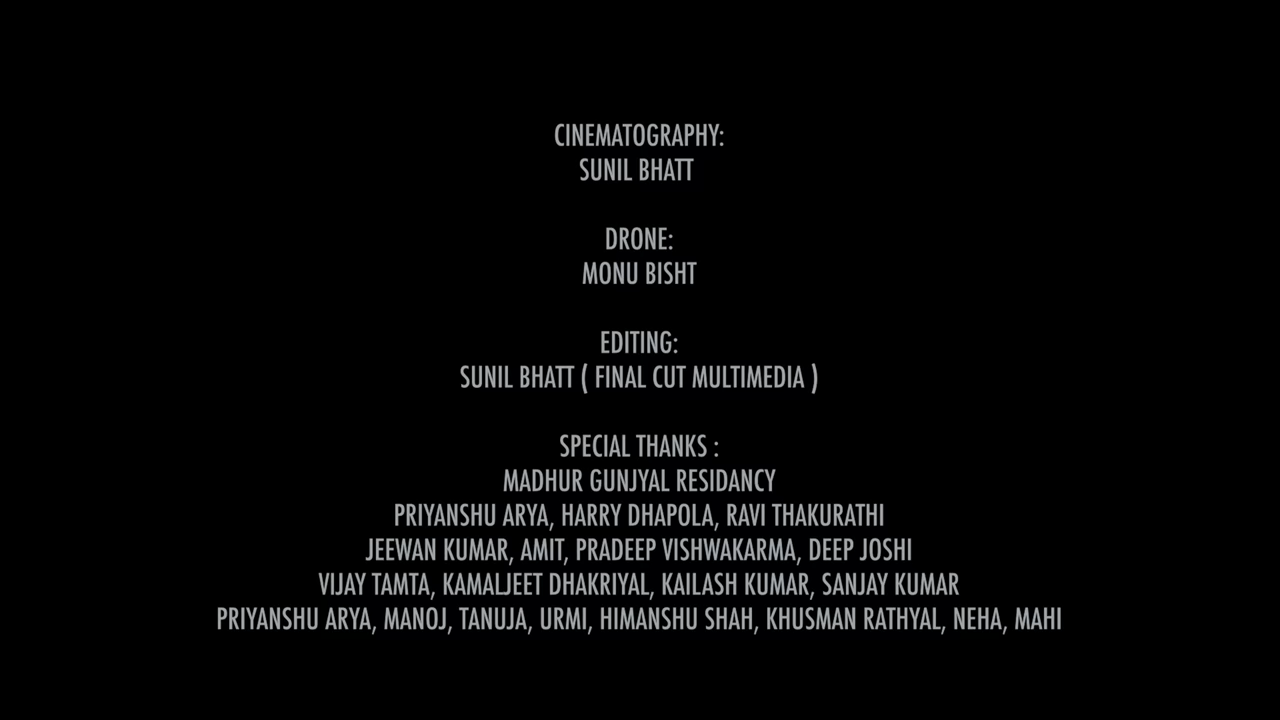 CINEMATOGRAPHY:
SUNIL BHATT
DRONE:
MONU BISHT
EDITING:
SUNIL BHATT ( FINAL CUT MULTIMEDIA )
SPECIAL THANKS :
MADHUR GUNJYAL RESIDANCY
PRIYANSHU ARYA, HARRY DHAPOLA, RAVI THAKURATHI
JEEWAN KUMAR, AMIT, PRADEEP VISHWAKARMA, DEEP JOSHI
VIJAY TAMTA, KAMALJEET DHAKRIYAL, KAILASH KUMAR, SANJAY KUMAR
PRIYANSHU ARYA, MANOJ, TANUJA, URMI, HIMANSHU SHAH, KHUSMAN RATHYAL, NEHA, MAHI